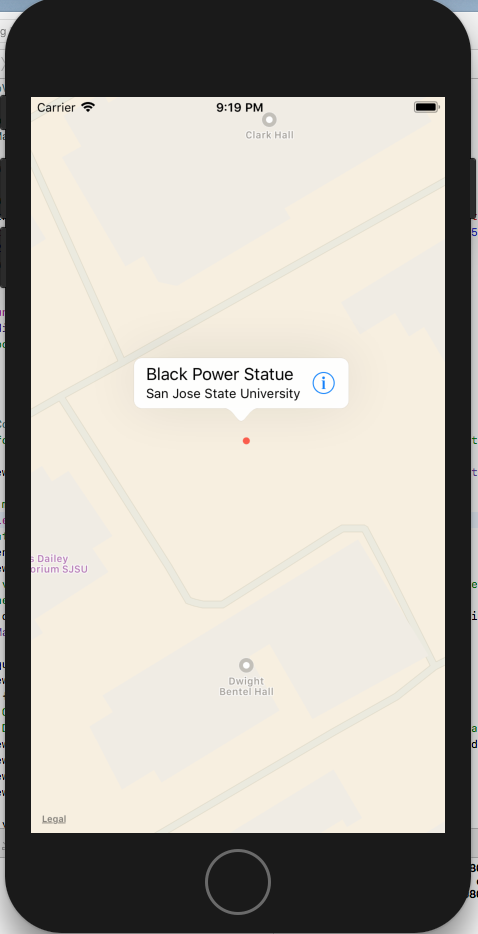 Carrier 9:19 PM
Clark Hall
Black Power Statue
San Jose State University
s Dailey
orium SJSU
Dwight
Bentel Hall
Legal